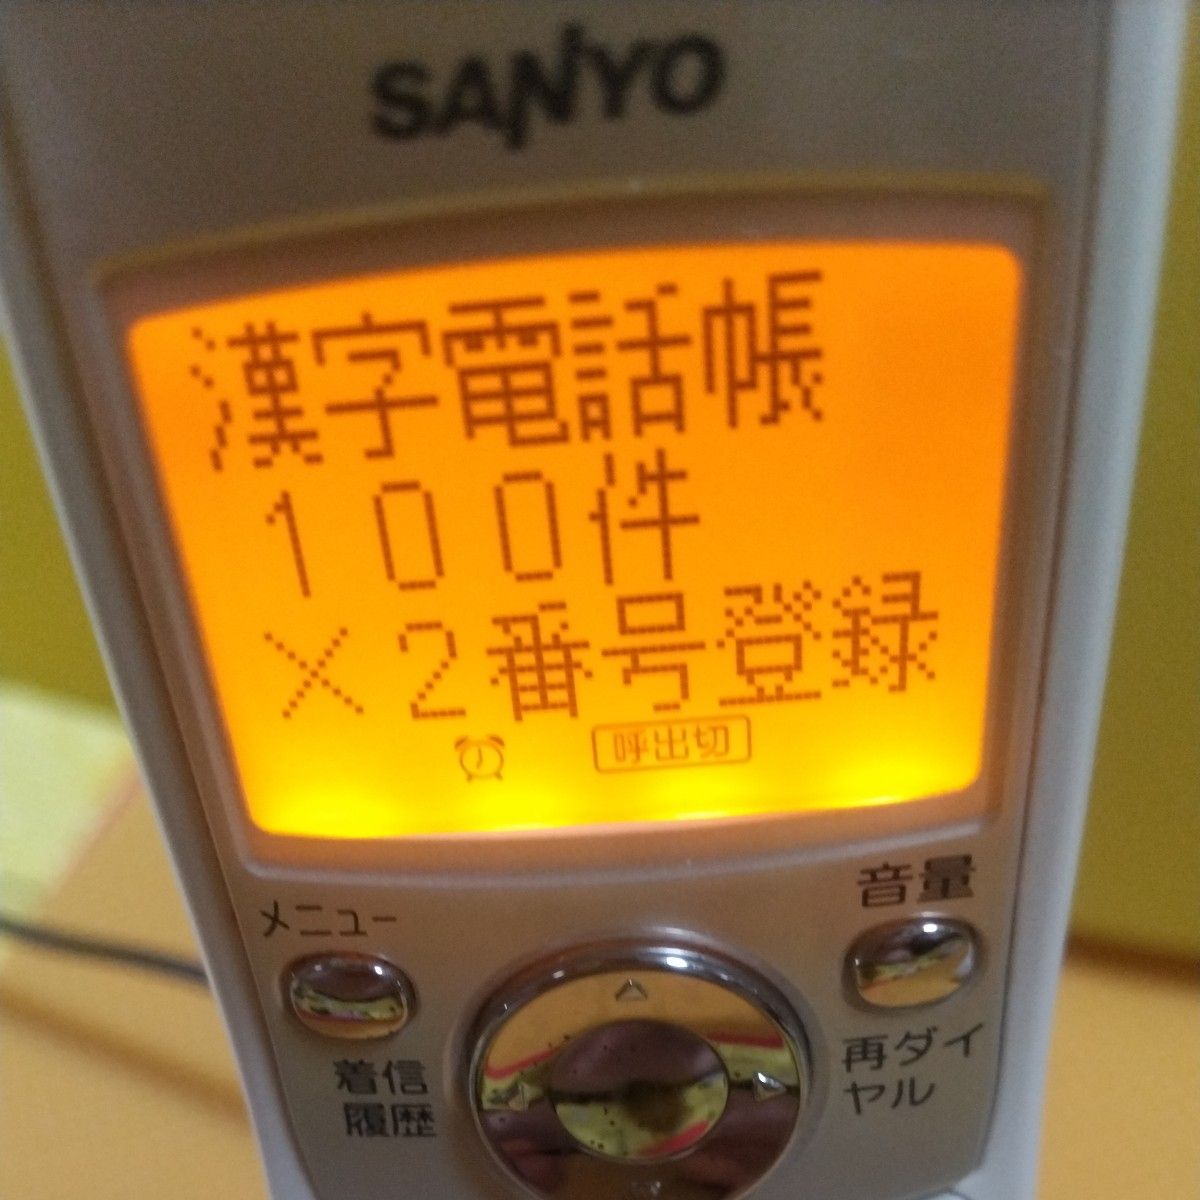 SANYO
漢字電話帳
100件
×2番号登録
呼出切
メニュー
音量
着信
履歴
再ダイ
ヤル